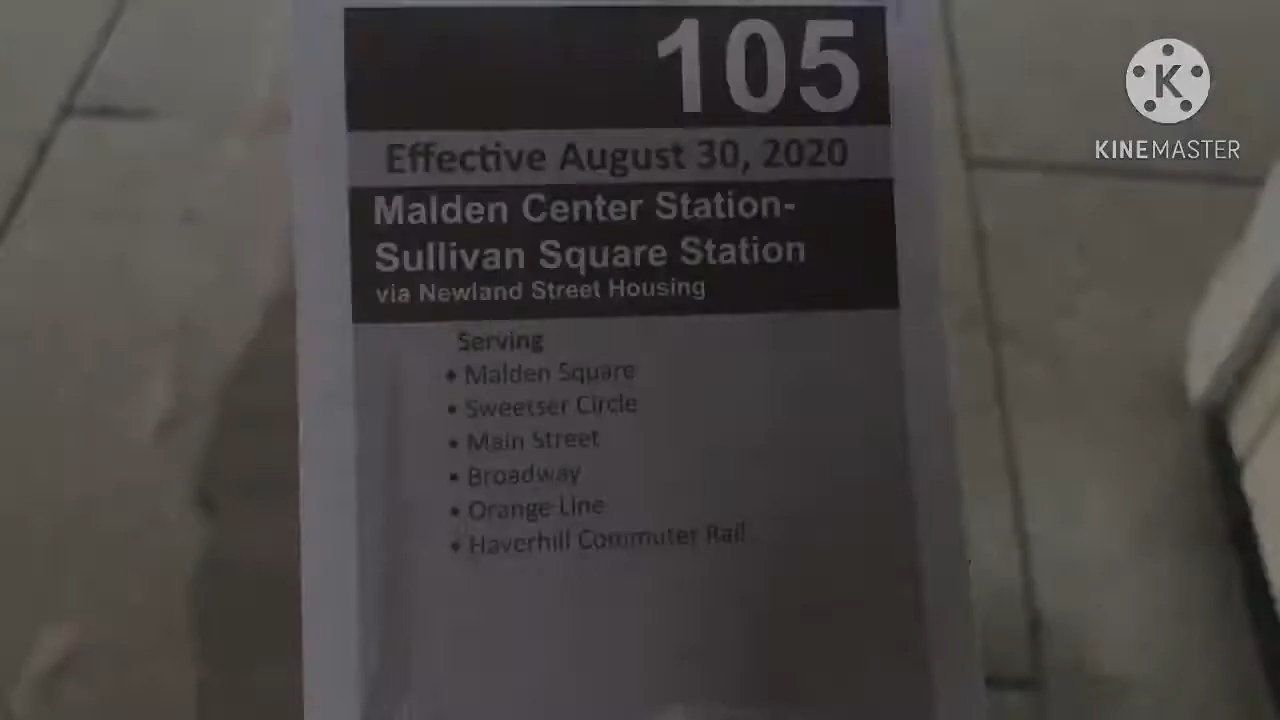 105
Effective August 30, 2020
Malden Center Station-
Sullivan Square Station
via Newland Street Housing
Serving
• Malden Square
• Sweetser Circle
• Main Street
• Broadway
• Orange Line
• Haverhill Commuter Rail
K
KINEMASTER